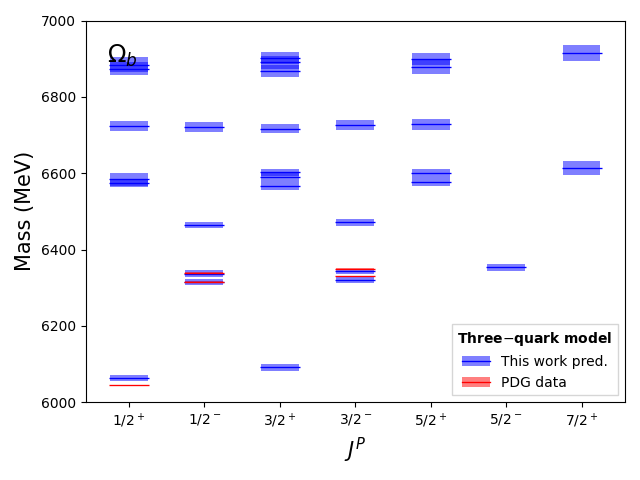 Ω_b
Mass (MeV)
7000
6800
6600
6400
6200
6000
Three−quark model
This work pred.
PDG data
1/2⁺ 1/2⁻ 3/2⁺ 3/2⁻ 5/2⁺ 5/2⁻ 7/2⁺
J^P